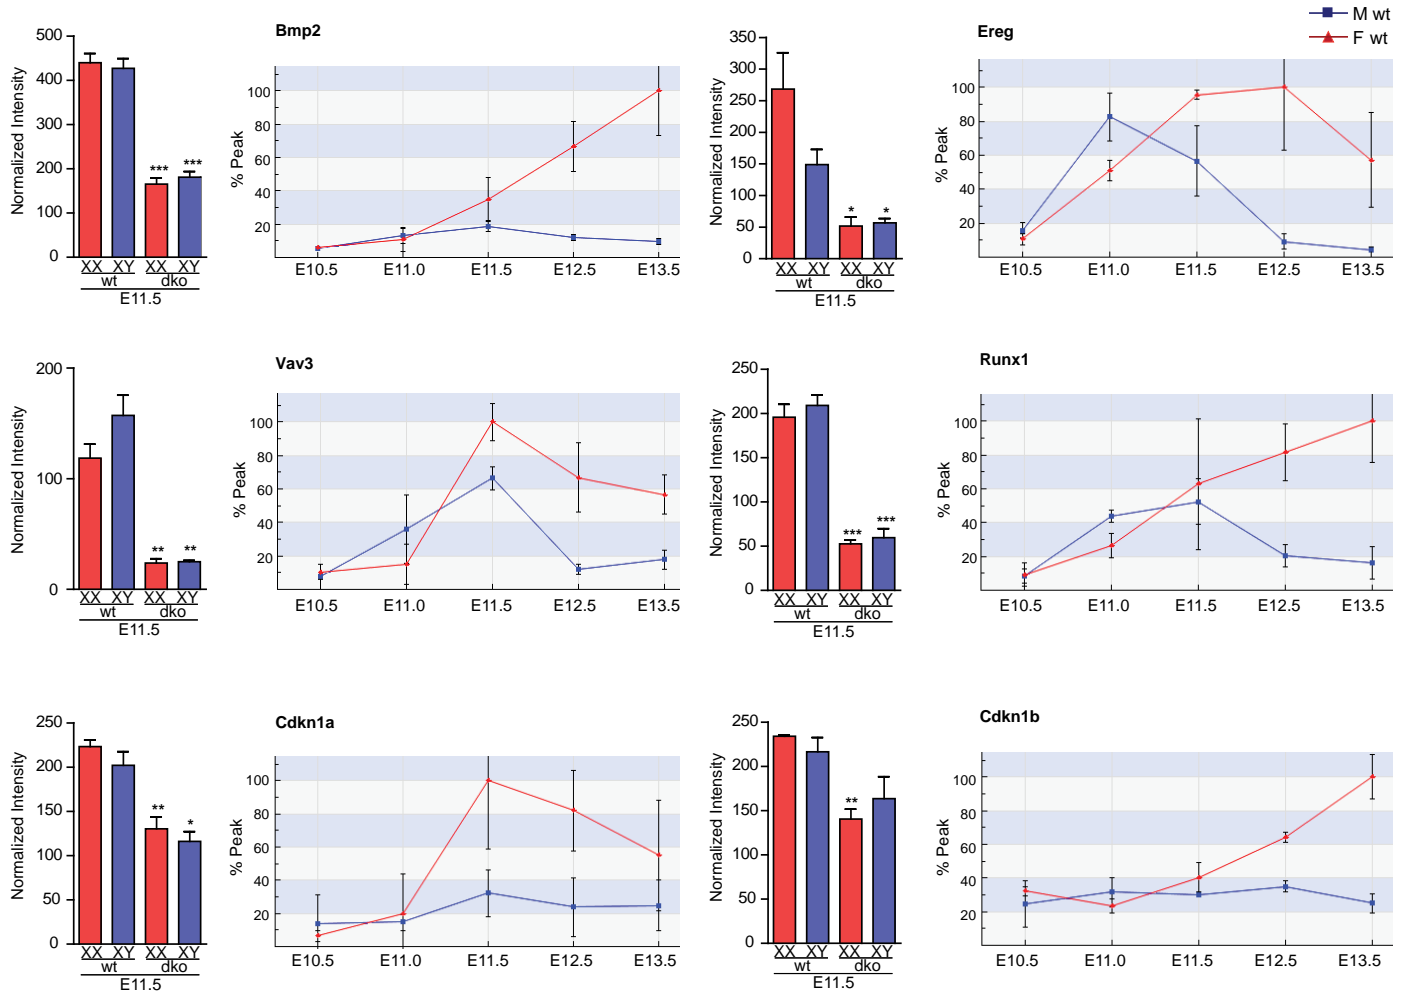 M wt
F wt
Bmp2
500
400
300
200
100
0
Normalized Intensity
*** ***
XX XY XX XY
wt dko
E11.5
% Peak
100
80
60
40
20
E10.5 E11.0 E11.5 E12.5 E13.5
Ereg
350
300
250
200
150
100
50
0
Normalized Intensity
* *
XX XY XX XY
wt dko
E11.5
% Peak
100
80
60
40
20
E10.5 E11.0 E11.5 E12.5 E13.5
Vav3
200
100
0
Normalized Intensity
** **
XX XY XX XY
wt dko
E11.5
% Peak
100
80
60
40
20
E10.5 E11.0 E11.5 E12.5 E13.5
Runx1
250
200
150
100
50
0
Normalized Intensity
*** ***
XX XY XX XY
wt dko
E11.5
% Peak
100
80
60
40
20
E10.5 E11.0 E11.5 E12.5 E13.5
Cdkn1a
250
200
150
100
50
0
Normalized Intensity
** *
XX XY XX XY
wt dko
E11.5
% Peak
100
80
60
40
20
E10.5 E11.0 E11.5 E12.5 E13.5
Cdkn1b
250
200
150
100
50
0
Normalized Intensity
**
XX XY XX XY
wt dko
E11.5
% Peak
100
80
60
40
20
E10.5 E11.0 E11.5 E12.5 E13.5